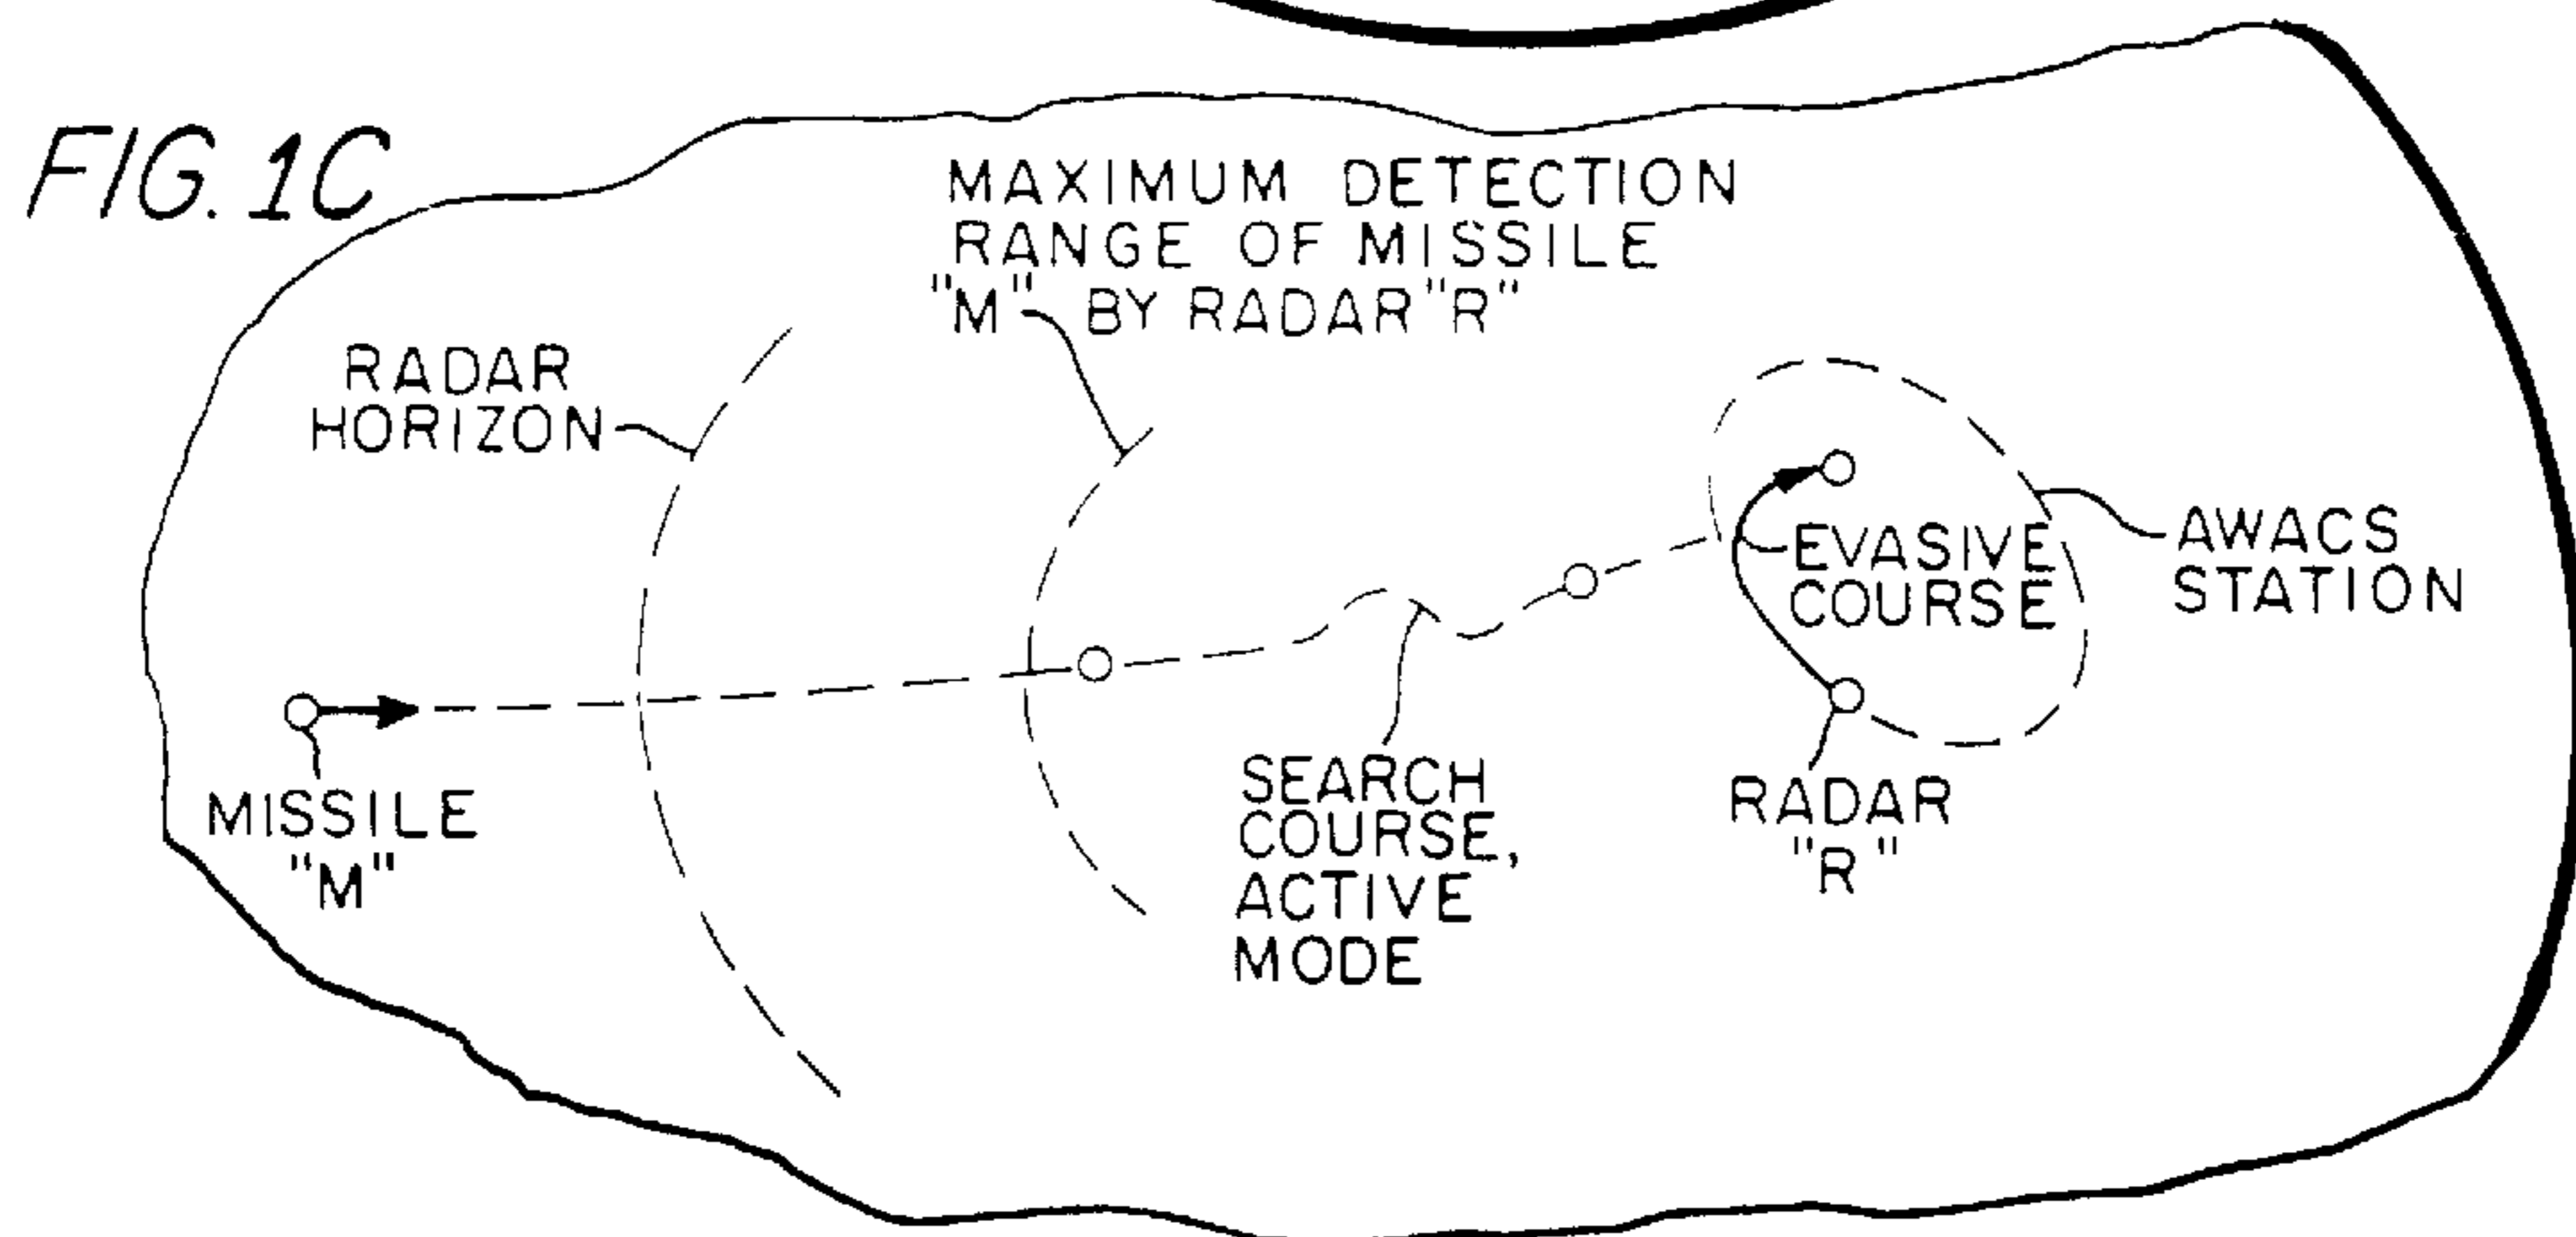 FIG. 1C
MAXIMUM DETECTION
RANGE OF MISSILE
"M" BY RADAR "R"
RADAR
HORIZON
EVASIVE
COURSE
AWACS
STATION
MISSILE
"M"
SEARCH
COURSE,
ACTIVE
MODE
RADAR
"R"